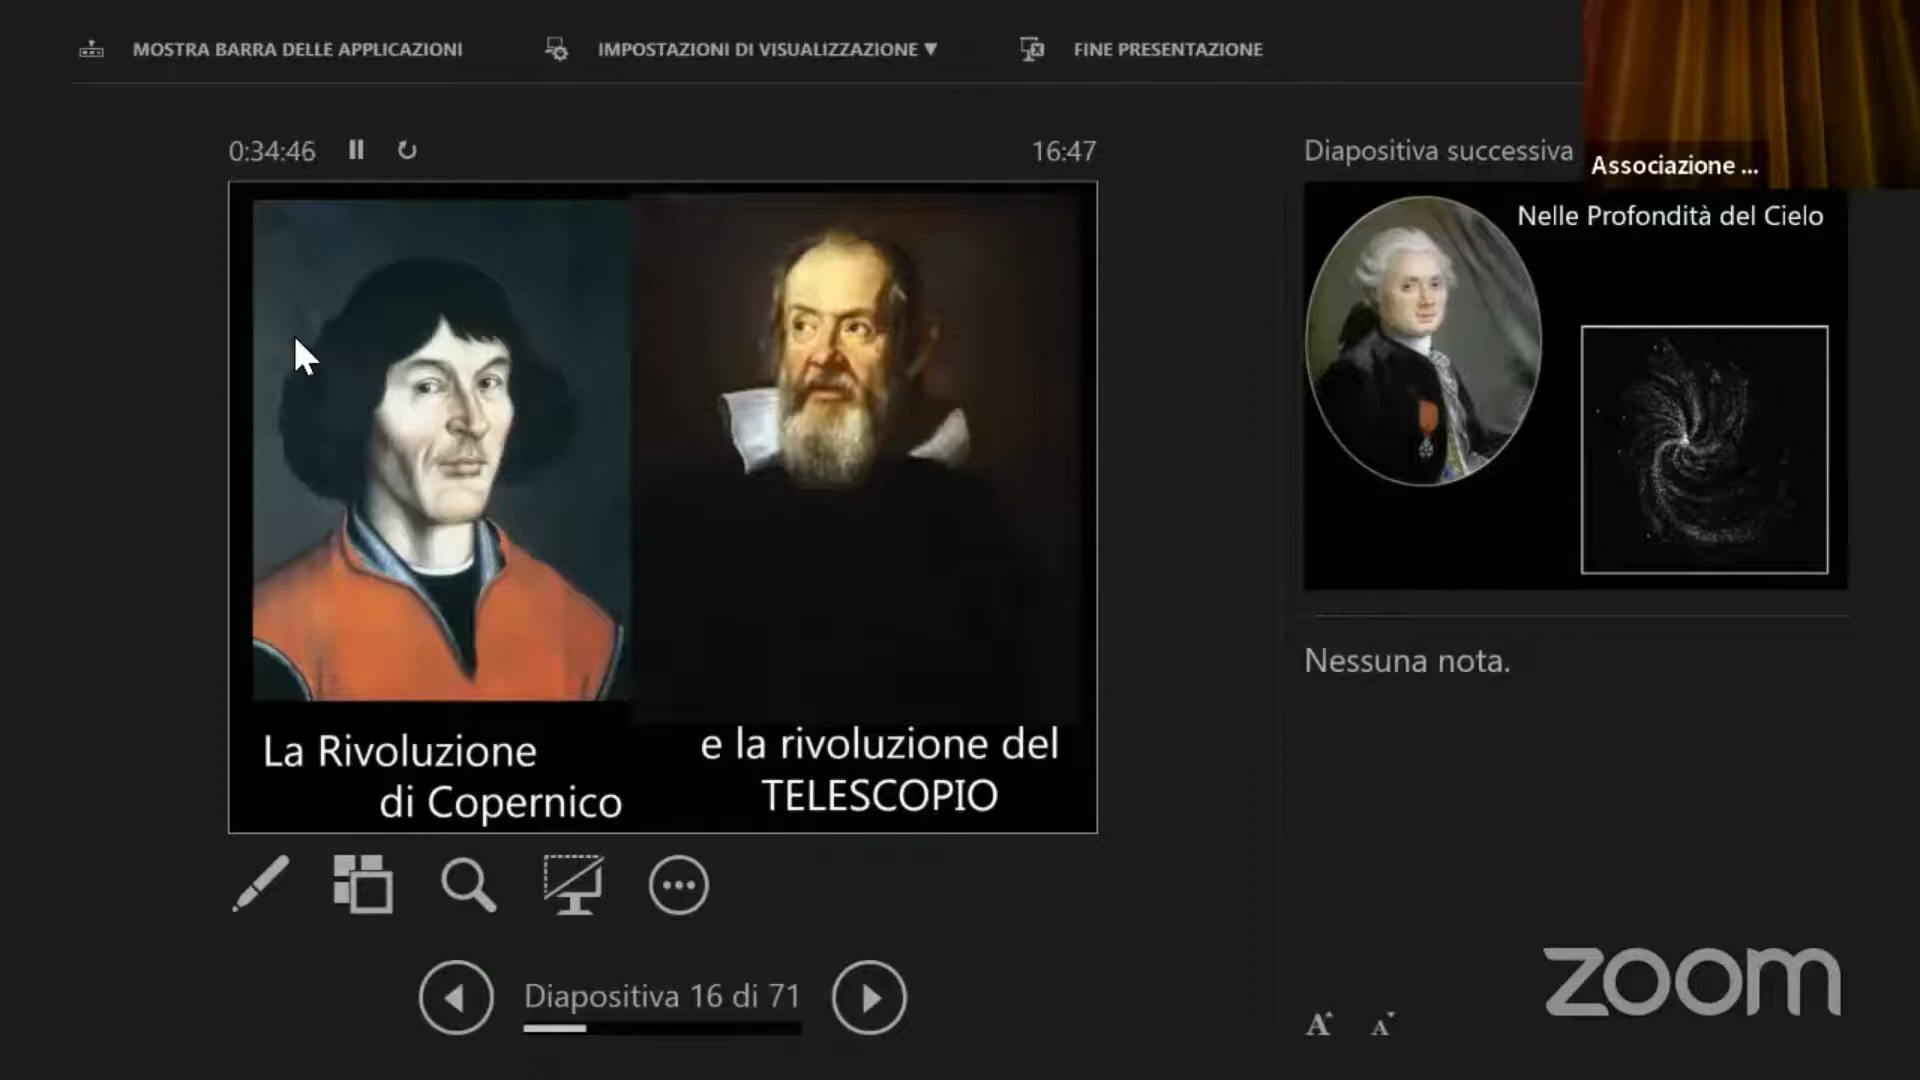 MOSTRA BARRA DELLE APPLICAZIONI
IMPOSTAZIONI DI VISUALIZZAZIONE ▼
FINE PRESENTAZIONE
0:34:46
16:47
La Rivoluzione
di Copernico
e la rivoluzione del
TELESCOPIO
Diapositiva 16 di 71
Diapositiva successiva
Associazione ...
Nelle Profondità del Cielo
Nessuna nota.
A A
zoom